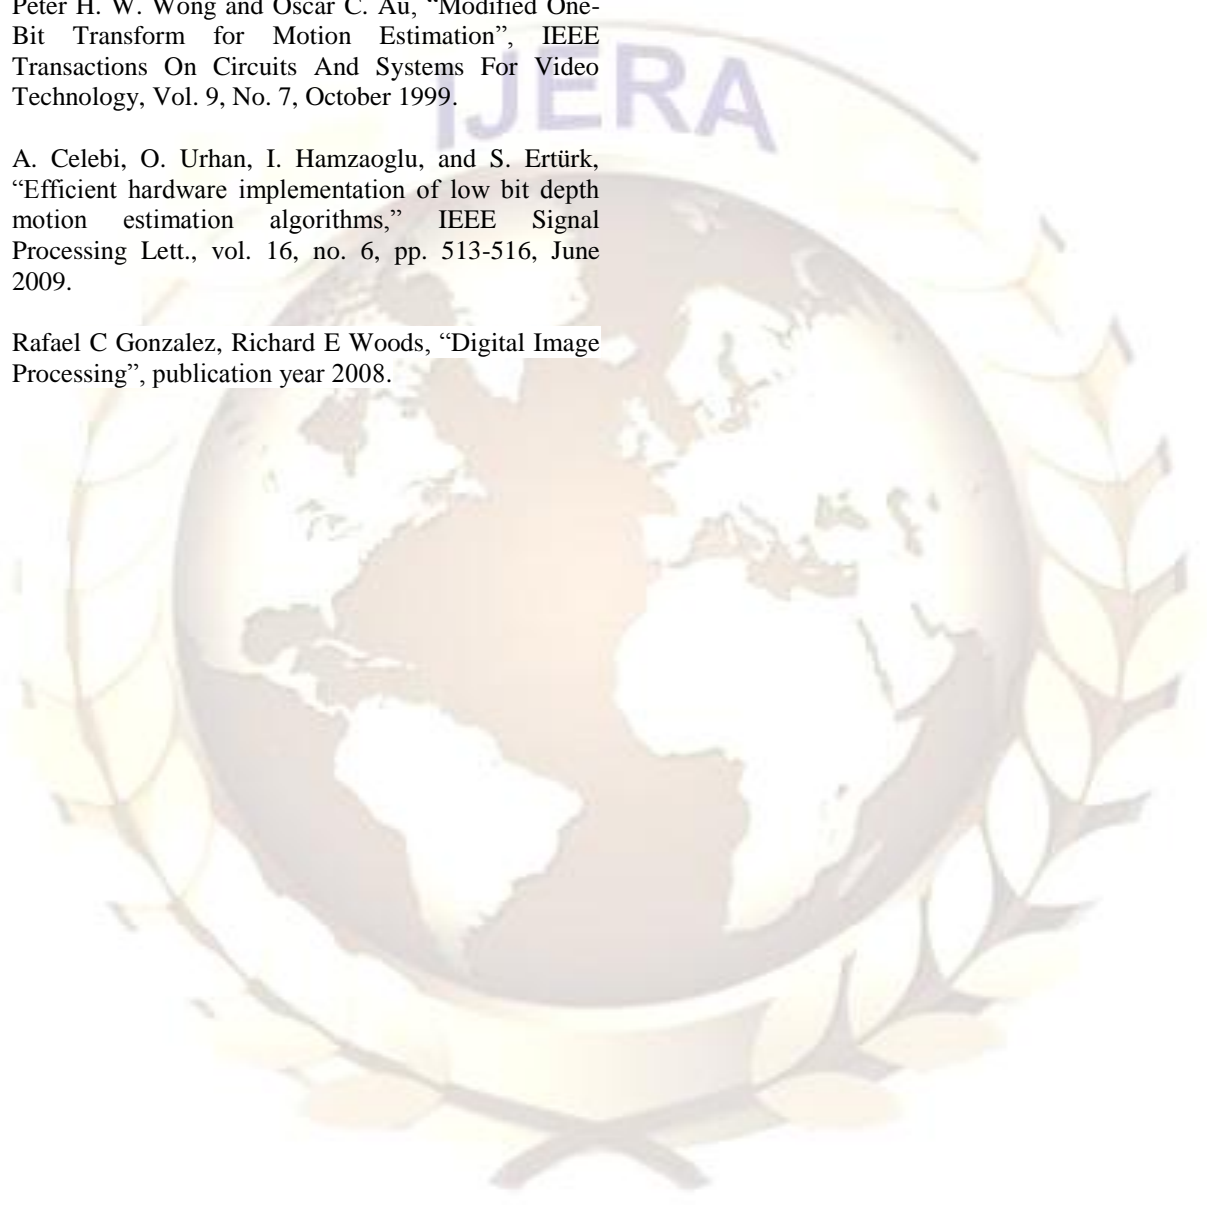 Peter H. W. Wong and Oscar C. Au, “Modified One-
Bit Transform for Motion Estimation”, IEEE
Transactions On Circuits And Systems For Video
Technology, Vol. 9, No. 7, October 1999.
IJERA
A. Celebi, O. Urhan, I. Hamzaoglu, and S. Ertürk,
“Efficient hardware implementation of low bit depth
motion estimation algorithms,” IEEE Signal
Processing Lett., vol. 16, no. 6, pp. 513-516, June
2009.
Rafael C Gonzalez, Richard E Woods, “Digital Image
Processing”, publication year 2008.